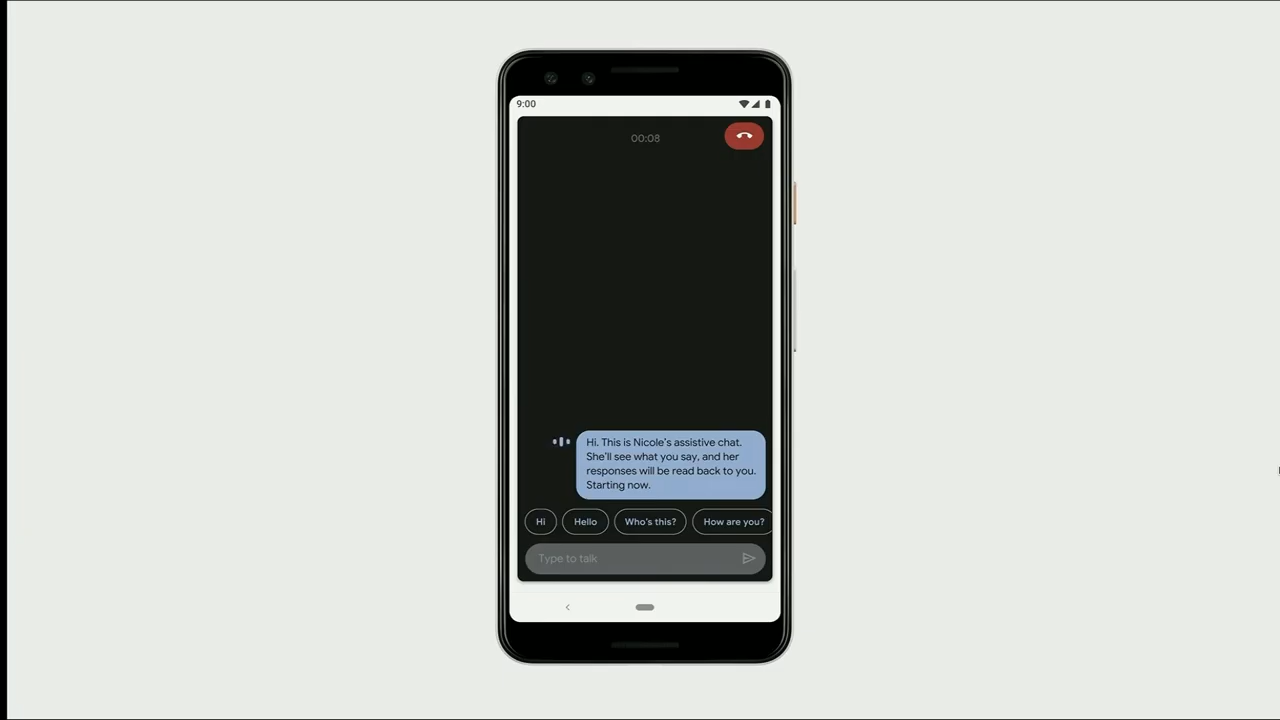 9:00
00:08
Hi. This is Nicole's assistive chat.
She'll see what you say, and her
responses will be read back to you.
Starting now.
Hi
Hello
Who's this?
How are you?
Type to talk